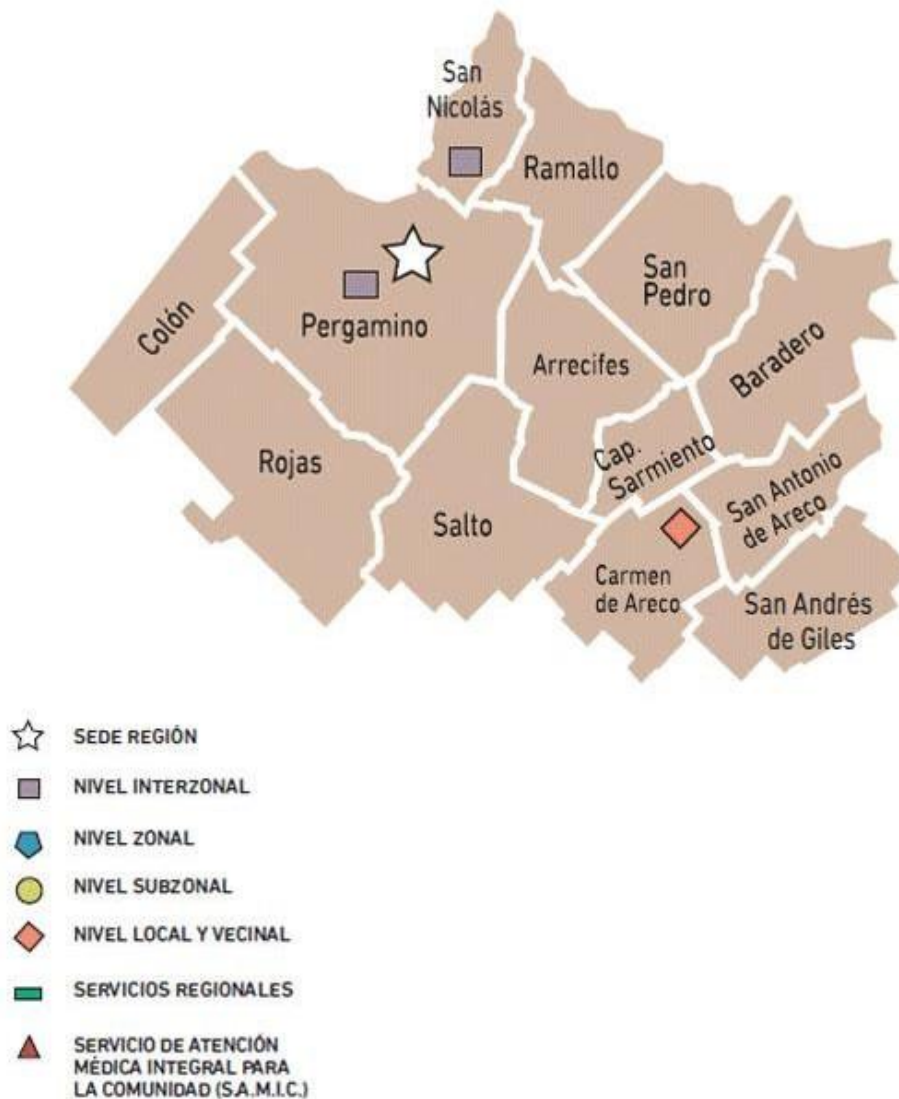 San
Nicolás
Ramallo
San
Pedro
Pergamino
Colón
Arrecifes
Baradero
Rojas
Cap.
Sarmiento
Salto
San Antonio
de Areco
Carmen
de Areco
San Andrés
de Giles
SEDE REGIÓN
NIVEL INTERZONAL
NIVEL ZONAL
NIVEL SUBZONAL
NIVEL LOCAL Y VECINAL
SERVICIOS REGIONALES
SERVICIO DE ATENCIÓN
MÉDICA INTEGRAL PARA
LA COMUNIDAD (S.A.M.I.C.)